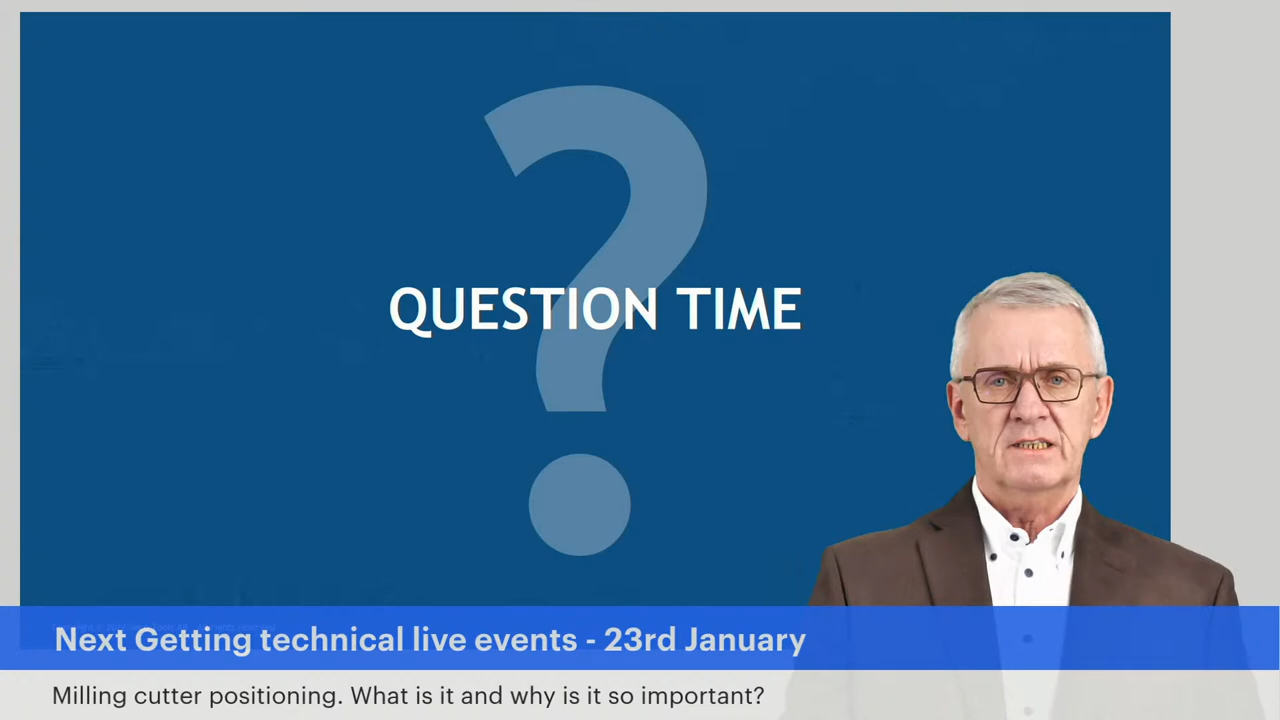 QUESTION TIME
Next Getting technical live events - 23rd January
Milling cutter positioning. What is it and why is it so important?